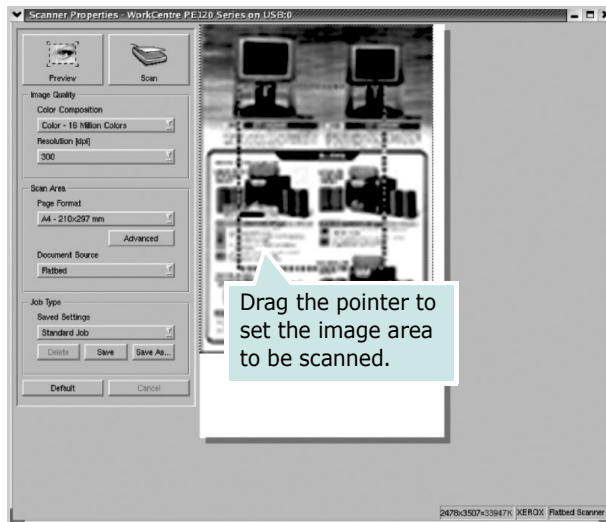 Scanner Properties - WorkCentre PE120 Series on USB:0
Preview
Scan
Image Quality
Color Composition
Color - 16 Million Colors
Resolution [dpi]
300
Scan Area
Page Format
A4 - 210x297 mm
Advanced
Document Source
Flatbed
Job Type
Saved Settings
Standard Job
Delete
Save
Save As...
Default
Cancel
Drag the pointer to
set the image area
to be scanned.
2478x3507=33947K
XEROX
Flatbed Scanner